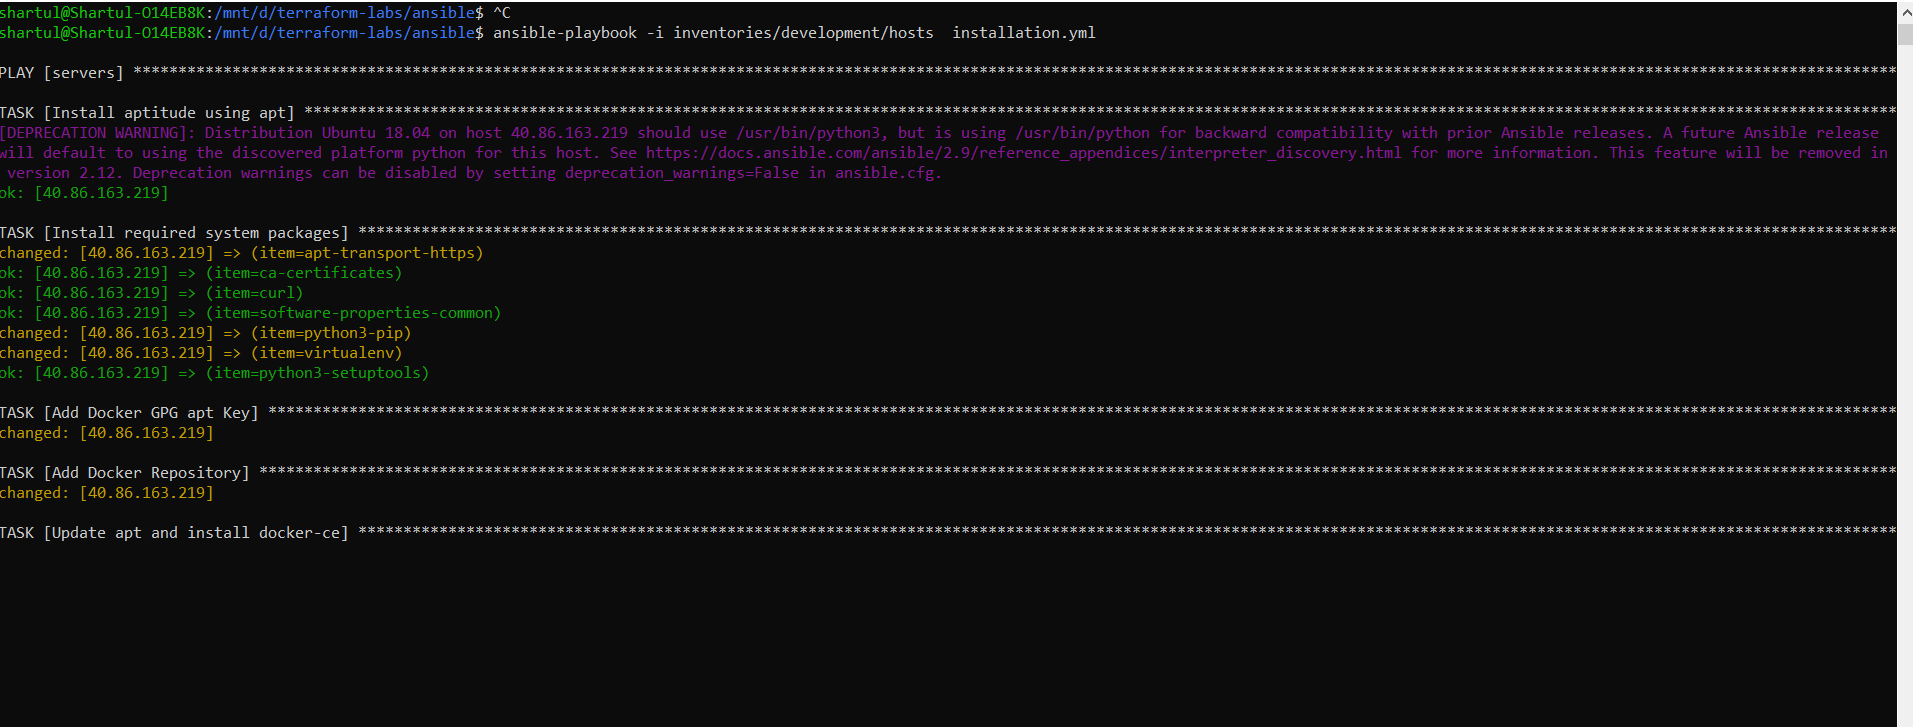 shartul@Shartul-O14EB8K:/mnt/d/terraform-labs/ansible$ ^C
shartul@Shartul-O14EB8K:/mnt/d/terraform-labs/ansible$ ansible-playbook -i inventories/development/hosts  installation.yml
PLAY [servers] ****************************************************************************************************************************************************************************************************
TASK [Install aptitude using apt] *********************************************************************************************************************************************************************************
[DEPRECATION WARNING]: Distribution Ubuntu 18.04 on host 40.86.163.219 should use /usr/bin/python3, but is using /usr/bin/python for backward compatibility with prior Ansible releases. A future Ansible release
will default to using the discovered platform python for this host. See https://docs.ansible.com/ansible/2.9/reference_appendices/interpreter_discovery.html for more information. This feature will be removed in
version 2.12. Deprecation warnings can be disabled by setting deprecation_warnings=False in ansible.cfg.
ok: [40.86.163.219]
TASK [Install required system packages] ***************************************************************************************************************************************************************************
changed: [40.86.163.219] => (item=apt-transport-https)
ok: [40.86.163.219] => (item=ca-certificates)
ok: [40.86.163.219] => (item=curl)
ok: [40.86.163.219] => (item=software-properties-common)
changed: [40.86.163.219] => (item=python3-pip)
changed: [40.86.163.219] => (item=virtualenv)
ok: [40.86.163.219] => (item=python3-setuptools)
TASK [Add Docker GPG apt Key] *************************************************************************************************************************************************************************************
changed: [40.86.163.219]
TASK [Add Docker Repository] **************************************************************************************************************************************************************************************
changed: [40.86.163.219]
TASK [Update apt and install docker-ce] ***************************************************************************************************************************************************************************